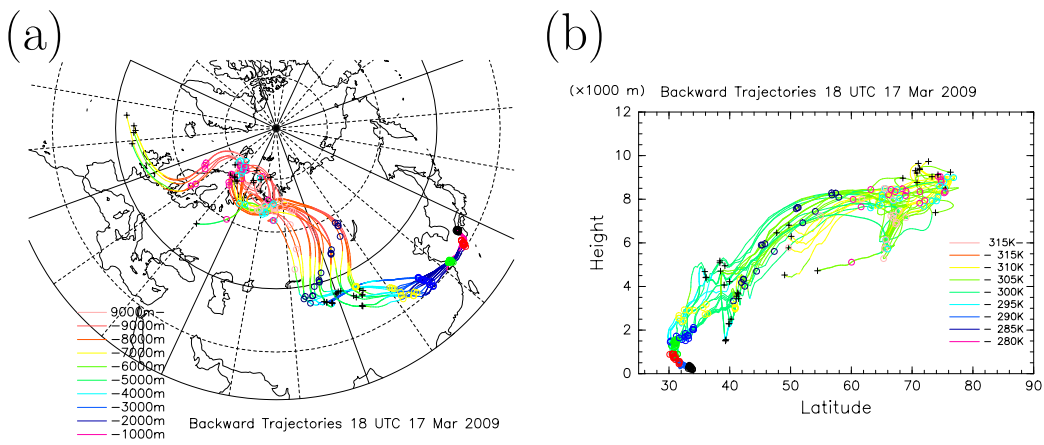 (a)
9000m−
−9000m
−8000m
−7000m
−6000m
−5000m
−4000m
−3000m
−2000m
−1000m
Backward Trajectories 18 UTC 17 Mar 2009
(b)
(×1000 m) Backward Trajectories 18 UTC 17 Mar 2009
12
10
8
6
4
2
0
Height
315K−
− 315K
− 310K
− 305K
− 300K
− 295K
− 290K
− 285K
− 280K
30 40 50 60 70 80 90
Latitude